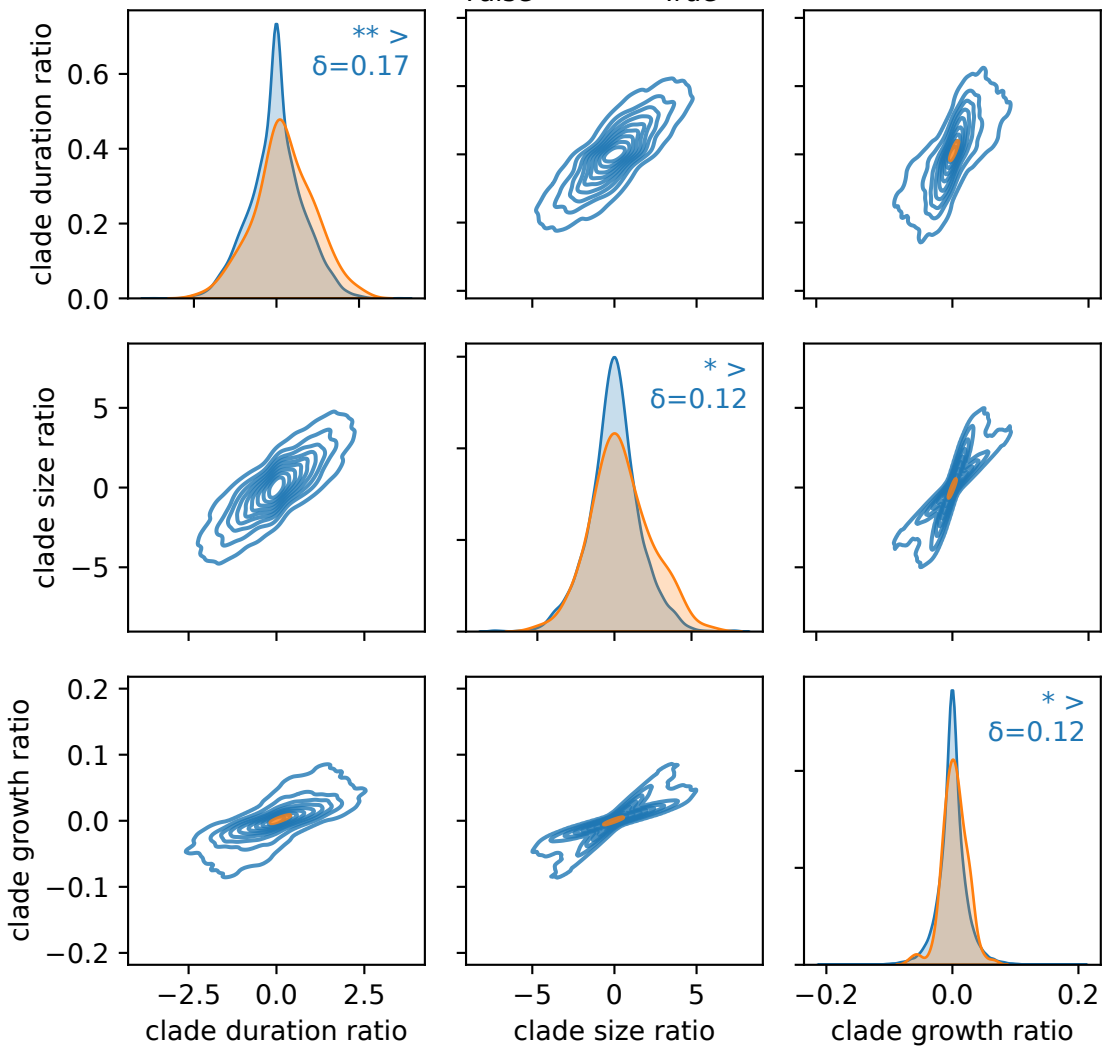 ** >
δ=0.17
clade duration ratio
0.6
0.4
0.2
0.0
* >
δ=0.12
clade size ratio
5
0
−5
* >
δ=0.12
clade growth ratio
0.2
0.1
0.0
−0.1
−0.2
−2.5 0.0 2.5
−5 0 5
−0.2 0.0 0.2
clade duration ratio
clade size ratio
clade growth ratio